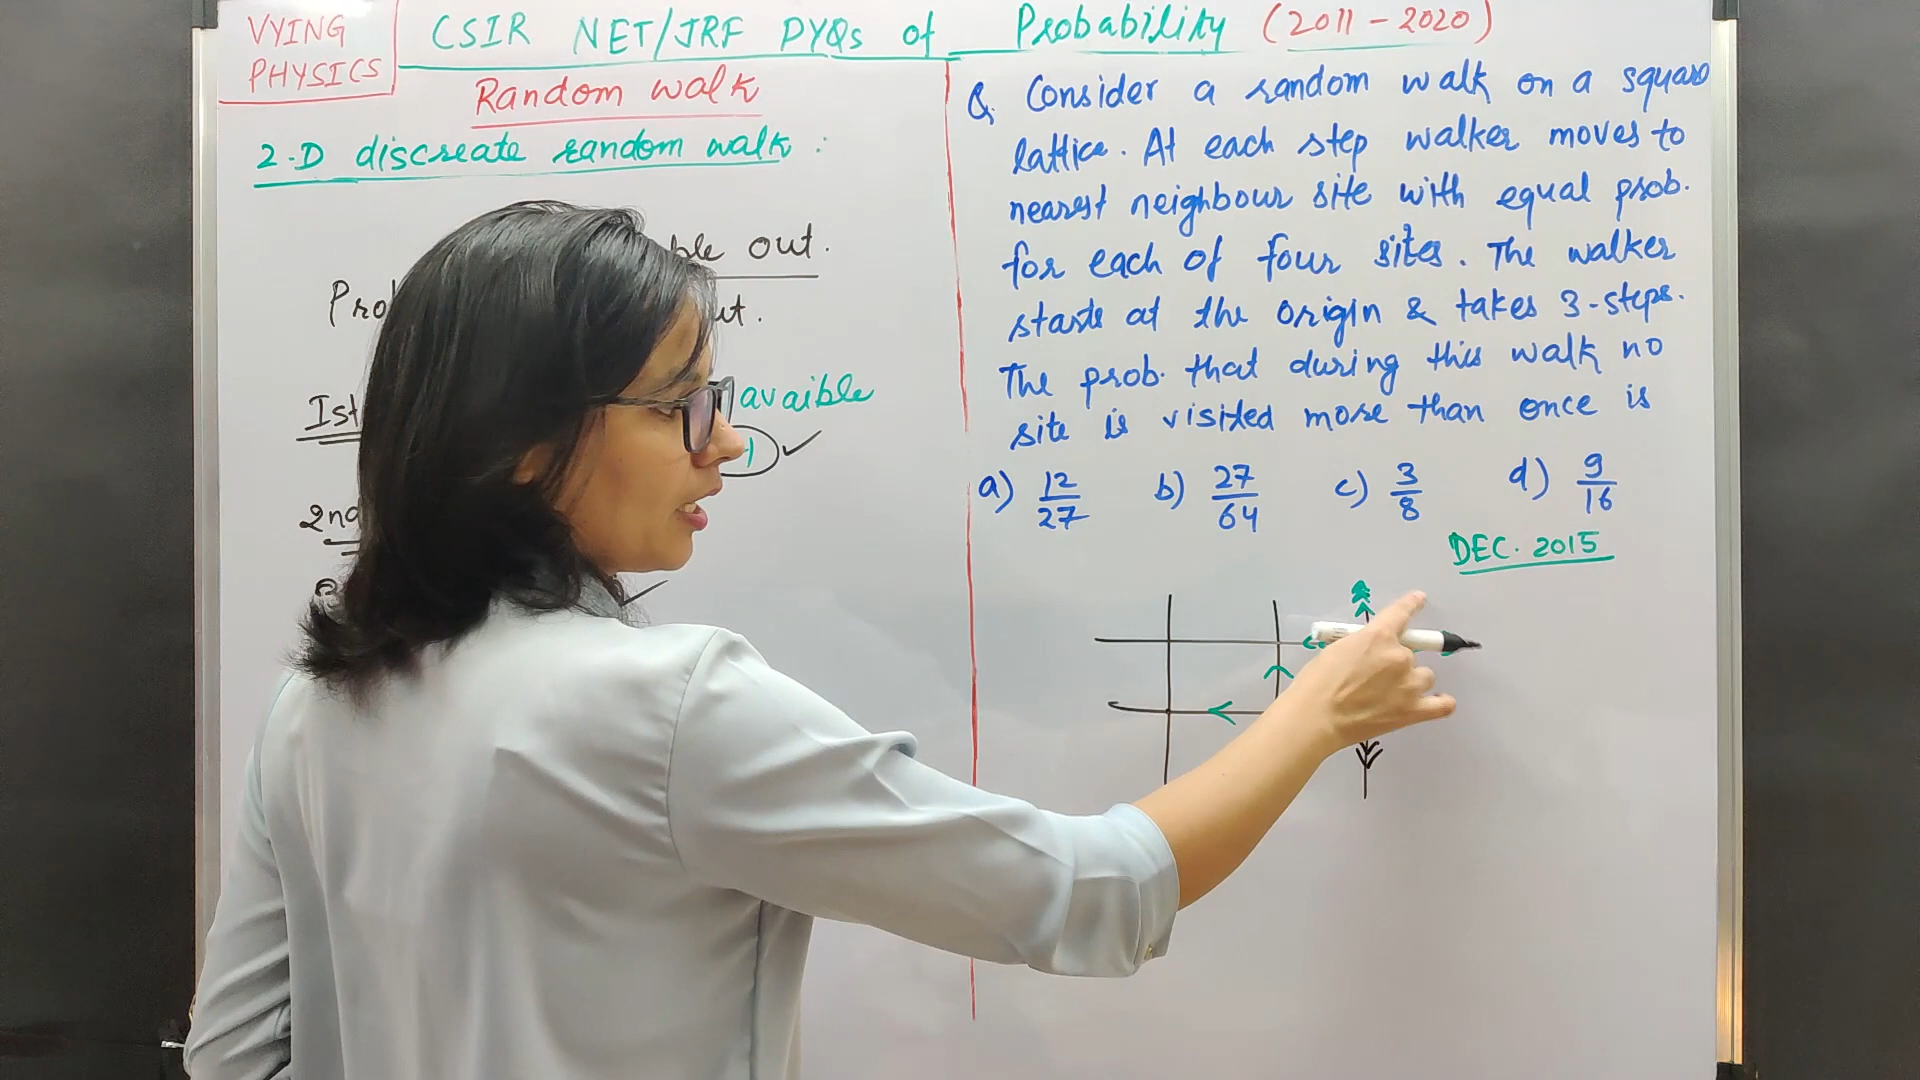 VYING
PHYSICS
CSIR NET/JRF PYQs of Probability (2011-2020)
Random walk
2-D discreate random walk :
out.
avaible
Ist
Q. Consider a random walk on a square
lattice. At each step walker moves to
nearest neighbour site with equal prob.
for each of four sites. The walker
starts at the origin & takes 3-steps.
The prob. that during this walk no
site is visited more than once is
a) 12/27 b) 27/64 c) 3/8 d) 9/16
DEC. 2015